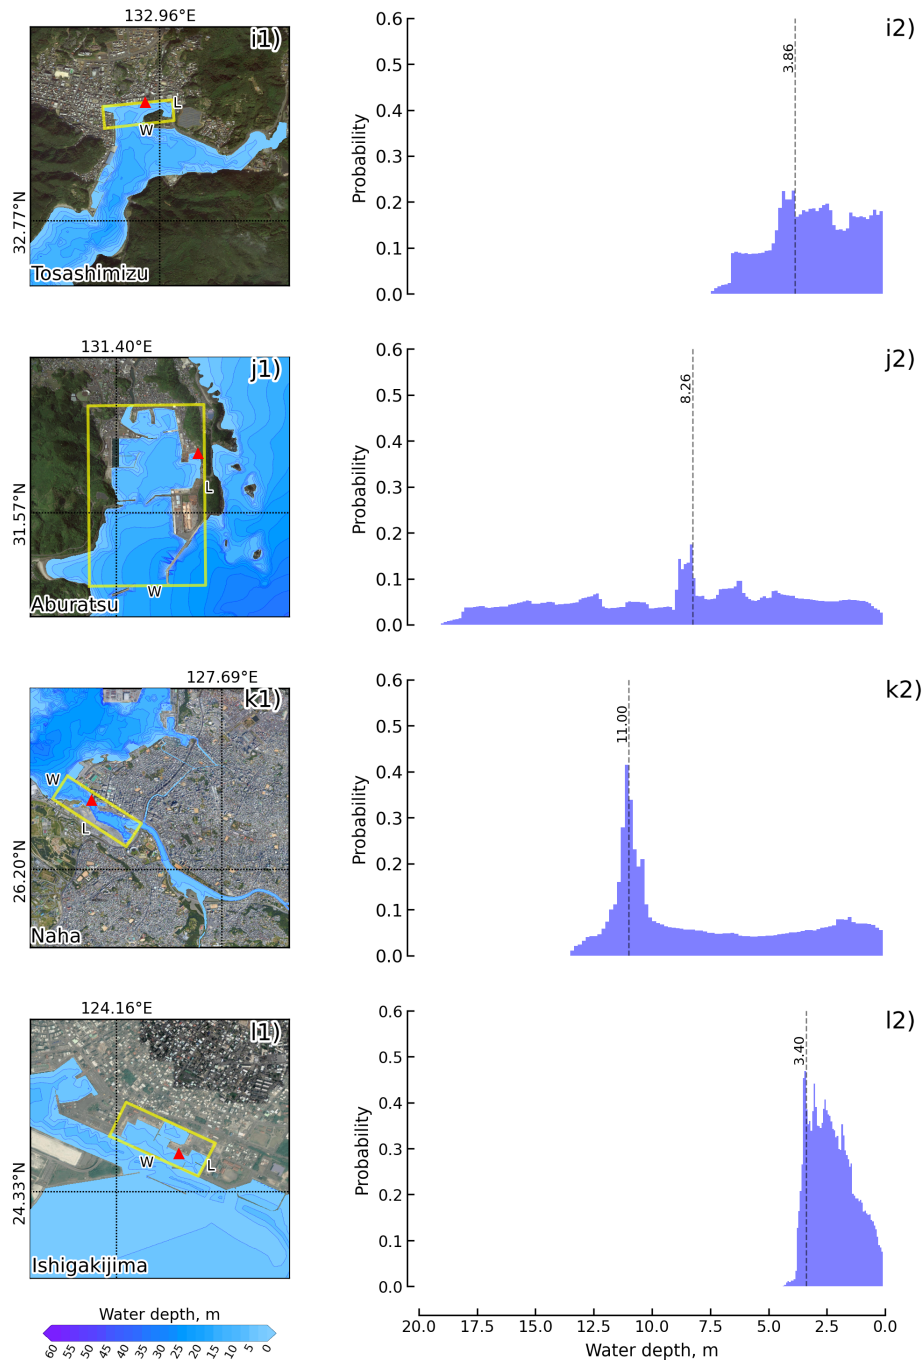 132.96°E
i1)
L
W
32.77°N
Tosashimizu
0.6
0.5
0.4
0.3
0.2
0.1
0.0
Probability
3.86
i2)
131.40°E
j1)
L
W
31.57°N
Aburatsu
0.6
0.5
0.4
0.3
0.2
0.1
0.0
Probability
8.26
j2)
127.69°E
k1)
W
L
26.20°N
Naha
0.6
0.5
0.4
0.3
0.2
0.1
0.0
Probability
11.00
k2)
124.16°E
l1)
W
L
24.33°N
Ishigakijima
0.6
0.5
0.4
0.3
0.2
0.1
0.0
Probability
3.40
l2)
Water depth, m
60 55 50 45 40 35 30 25 20 15 10 5 0
20.0 17.5 15.0 12.5 10.0 7.5 5.0 2.5 0.0
Water depth, m